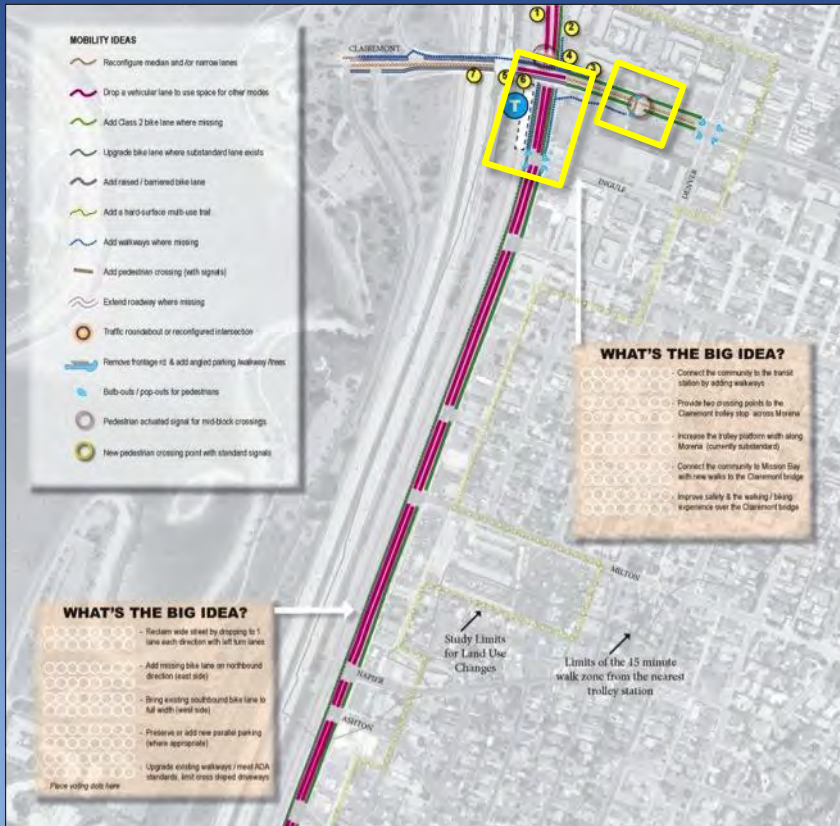 MOBILITY IDEAS
Reconfigure median and /or narrow lanes
Drop a vehicular lane to use space for other modes
Add Class 2 bike lane where missing
Upgrade bike lane where substandard lane exists
Add raised / barriered bike lane
Add a hard-surface multi-use trail
Add walkways where missing
Add pedestrian crossing (with signals)
Extend roadway where missing
Traffic roundabout or reconfigured intersection
Remove frontage rd. & add angled parking /walkway /trees
Bulb-outs / pop-outs for pedestrians
Pedestrian actuated signal for mid-block crossings
New pedestrian crossing point with standard signals
CLAIREMONT
1
2
4
3
5
6
7
T
INGULF
DENVER
WHAT'S THE BIG IDEA?
- Connect the community to the transit
station by adding walkways
- Provide two crossing points to the
Clairemont trolley stop across Morena
- Increase the trolley platform width along
Morena (currently substandard)
- Connect the community to Mission Bay
with new walks to the Clairemont bridge
- Improve safety & the walking / biking
experience over the Clairemont bridge
MILTON
Study Limits
for Land Use
Changes
Limits of the 15 minute
walk zone from the nearest
trolley station
NAPIER
ASHTON
WHAT'S THE BIG IDEA?
- Reclaim wide street by dropping to 1
lane each direction with left turn lanes
- Add missing bike lane on northbound
direction (east side)
- Bring existing southbound bike lane to
full width (west side)
- Preserve or add new parallel parking
(where appropriate)
- Upgrade existing walkways / meet ADA
standards, limit cross sloped driveways
Place voting dots here